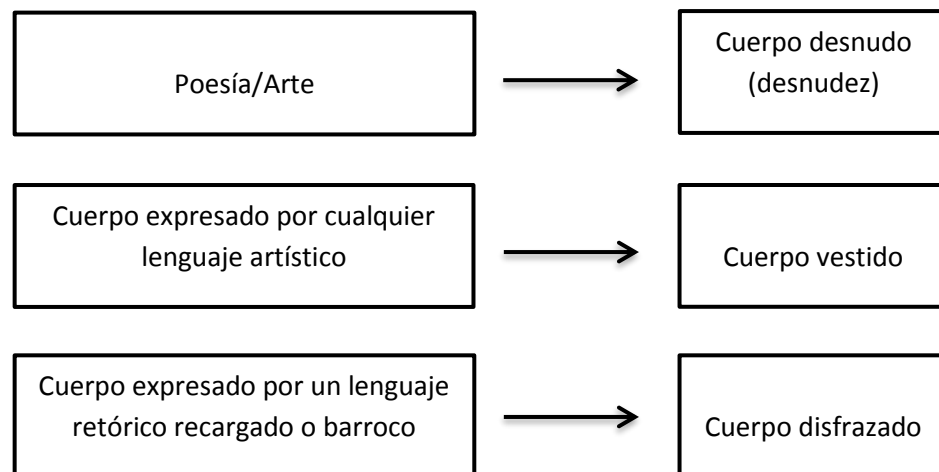 Poesía/Arte
Cuerpo desnudo
(desnudez)
Cuerpo expresado por cualquier
lenguaje artístico
Cuerpo vestido
Cuerpo expresado por un lenguaje
retórico recargado o barroco
Cuerpo disfrazado